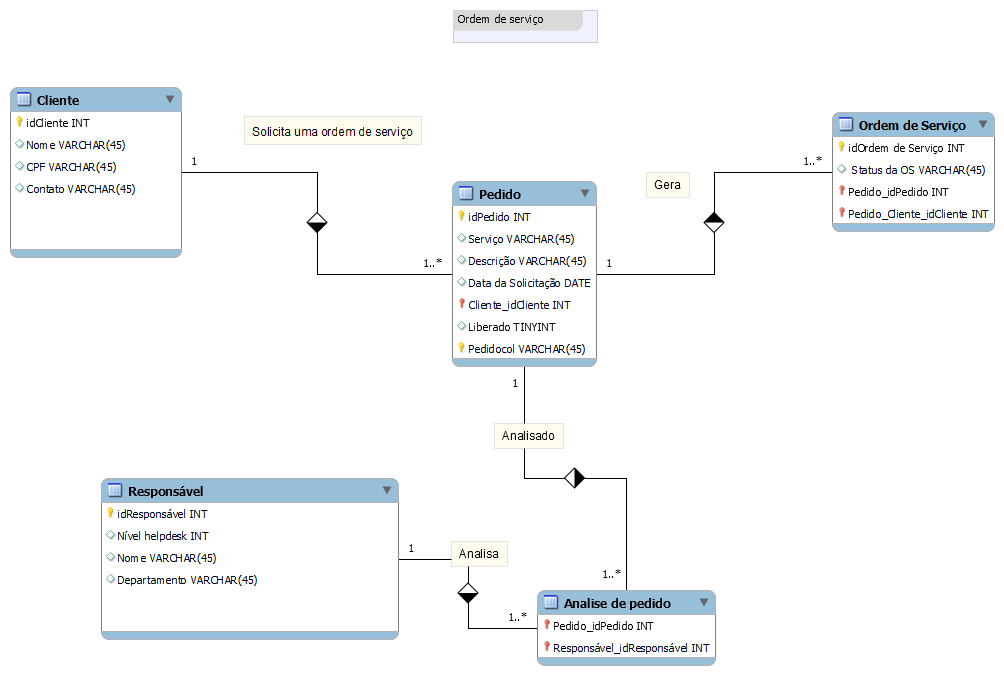 Ordem de serviço
Cliente
idCliente INT
Nome VARCHAR(45)
CPF VARCHAR(45)
Contato VARCHAR(45)
Solicita uma ordem de serviço
1
1..*
Pedido
idPedido INT
Serviço VARCHAR(45)
Descrição VARCHAR(45)
Data da Solicitação DATE
Cliente_idCliente INT
Liberado TINYINT
Pedidocol VARCHAR(45)
Gera
1
1..*
Ordem de Serviço
idOrdem de Serviço INT
Status da OS VARCHAR(45)
Pedido_idPedido INT
Pedido_Cliente_idCliente INT
1
Analisado
1..*
Responsável
idResponsável INT
Nível helpdesk INT
Nome VARCHAR(45)
Departamento VARCHAR(45)
1
Analisa
1..*
Analise de pedido
Pedido_idPedido INT
Responsável_idResponsável INT